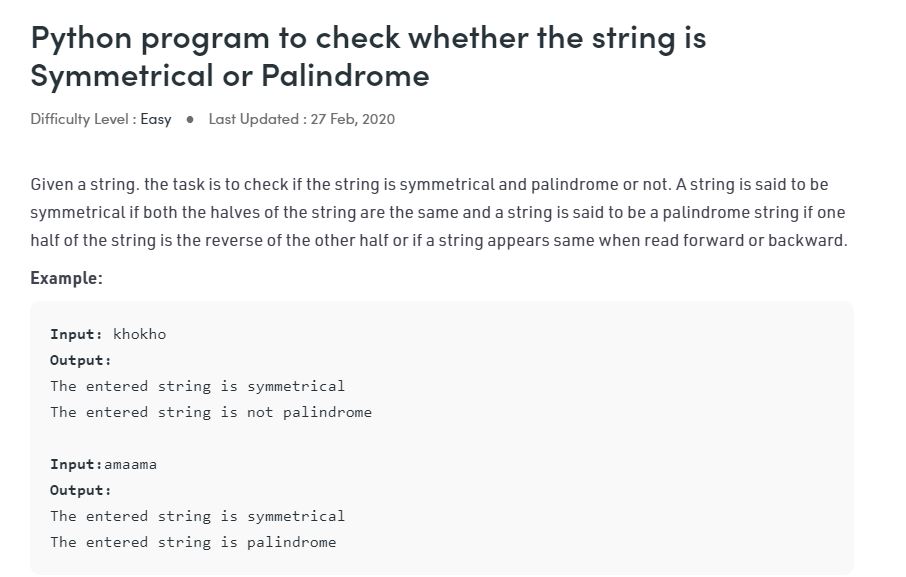 Python program to check whether the string is
Symmetrical or Palindrome
Difficulty Level : Easy ● Last Updated : 27 Feb, 2020
Given a string. the task is to check if the string is symmetrical and palindrome or not. A string is said to be
symmetrical if both the halves of the string are the same and a string is said to be a palindrome string if one
half of the string is the reverse of the other half or if a string appears same when read forward or backward.
Example:
Input: khokho
Output:
The entered string is symmetrical
The entered string is not palindrome
Input:amaama
Output:
The entered string is symmetrical
The entered string is palindrome